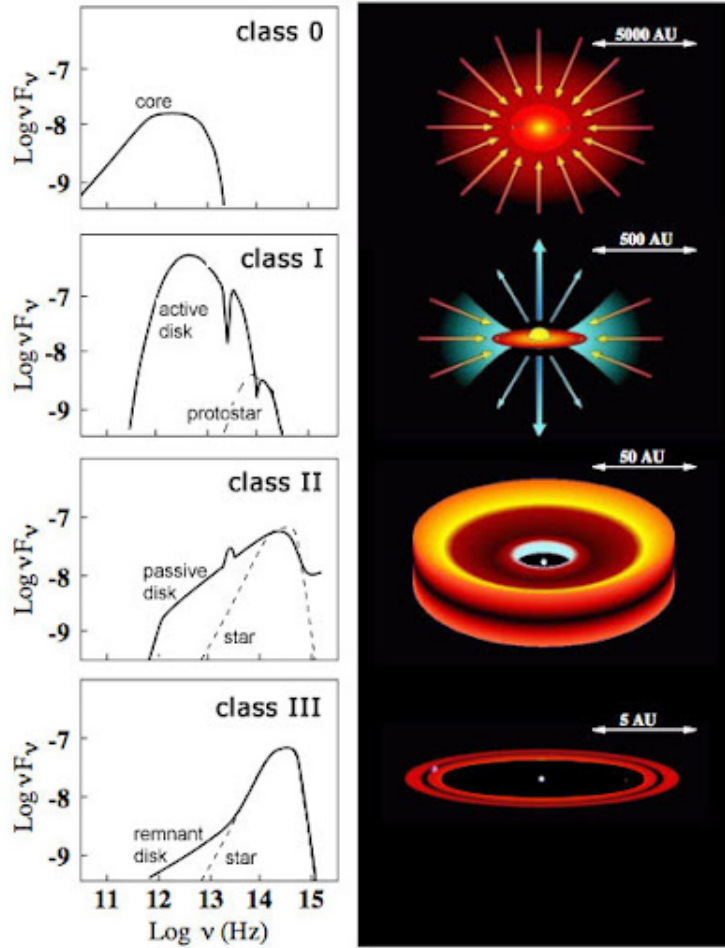 class 0
5000 AU
-7
core
-8
Log νFν
-9
class I
500 AU
-7
active
disk
-8
Log νFν
-9
protostar
class II
50 AU
-7
passive
disk
-8
Log νFν
-9
star
class III
5 AU
-7
-8
Log νFν
remnant
disk
star
-9
11 12 13 14 15
Log ν (Hz)